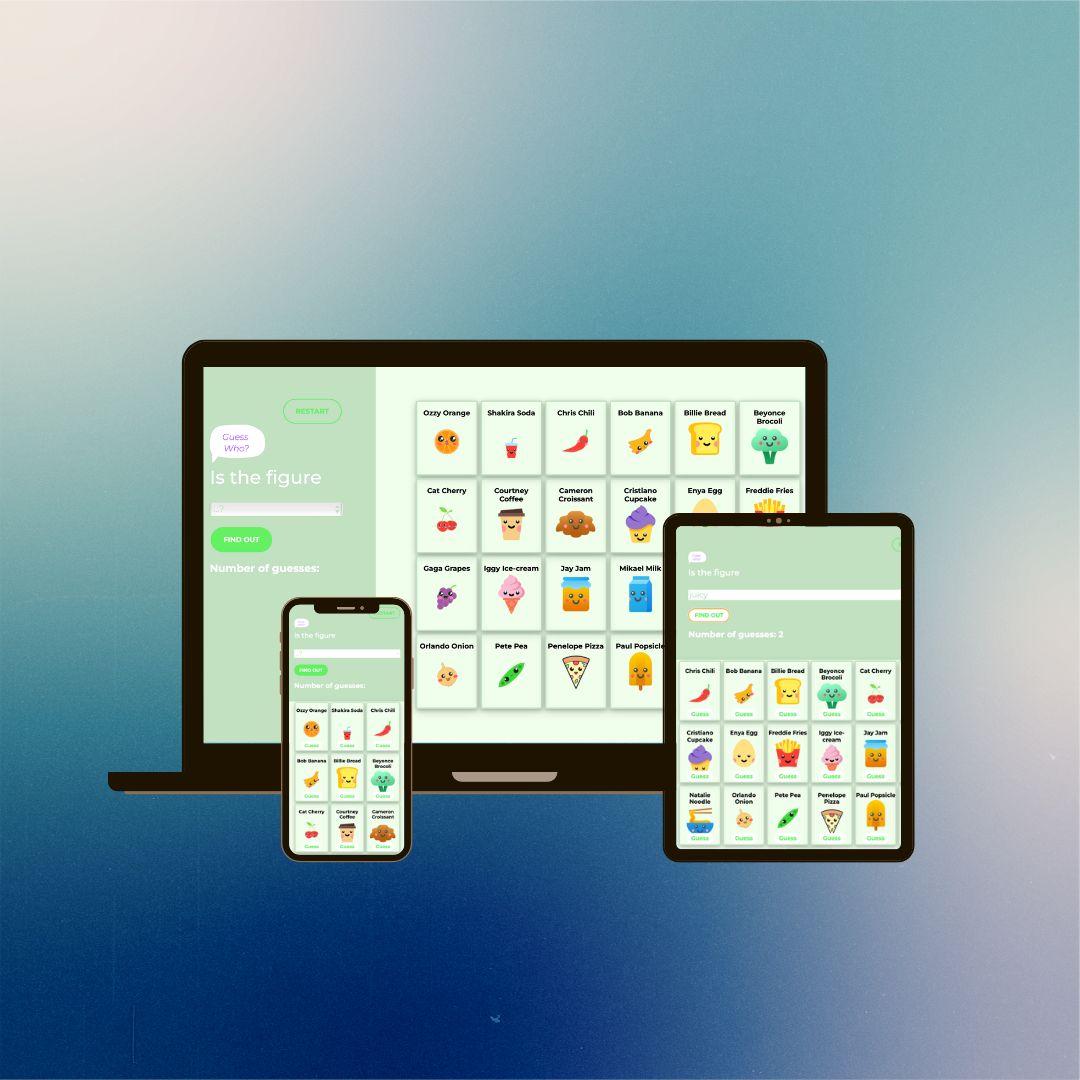 RESTART
Guess
Who?
Is the figure
...?
FIND OUT
Number of guesses:
Ozzy Orange
Shakira Soda
Chris Chili
Bob Banana
Billie Bread
Beyonce
Brocoli
Cat Cherry
Courtney
Coffee
Cameron
Croissant
Cristiano
Cupcake
Enya Egg
Freddie Fries
Gaga Grapes
Iggy Ice-cream
Jay Jam
Mikael Milk
Orlando Onion
Pete Pea
Penelope Pizza
Paul Popsicle
Is the figure
FIND OUT
Number of guesses:
Ozzy Orange
Shakira Soda
Chris Chili
Guess
Guess
Guess
Bob Banana
Billie Bread
Beyonce
Brocoli
Guess
Guess
Guess
Cat Cherry
Courtney
Coffee
Cameron
Croissant
Guess
Guess
Guess
Is the figure
juicy
FIND OUT
Number of guesses: 2
Chris Chili
Bob Banana
Billie Bread
Beyonce
Brocoli
Cat Cherry
Guess
Guess
Guess
Guess
Guess
Cristiano
Cupcake
Enya Egg
Freddie Fries
Iggy Ice-
cream
Jay Jam
Guess
Guess
Guess
Guess
Guess
Natalie
Noodle
Orlando
Onion
Pete Pea
Penelope
Pizza
Paul Popsicle
Guess
Guess
Guess
Guess
Guess